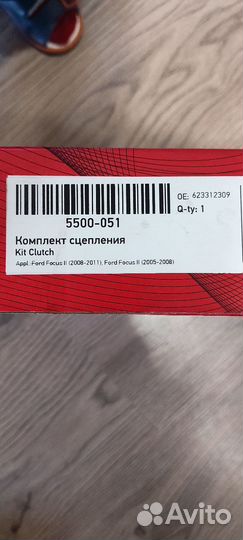 OE: 623312309
Q-ty: 1
5500-051
Комплект сцепления
Kit Clutch
Appl.:Ford Focus II (2008-2011); Ford Focus II (2005-2008)
Avito